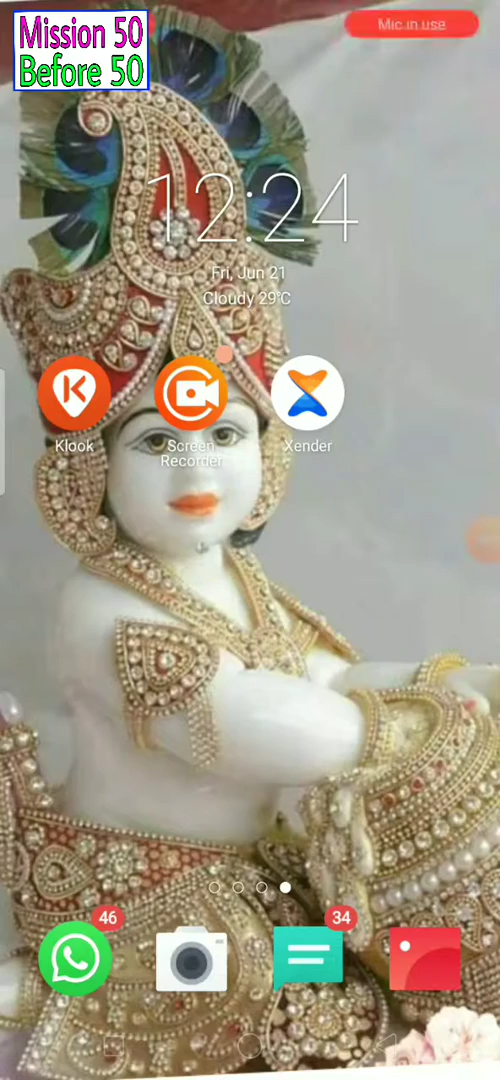 Mission 50
Before 50
Mic in use
12:24
Fri, Jun 21
Cloudy 29°C
Klook
Screen
Recorder
Xender
46
34